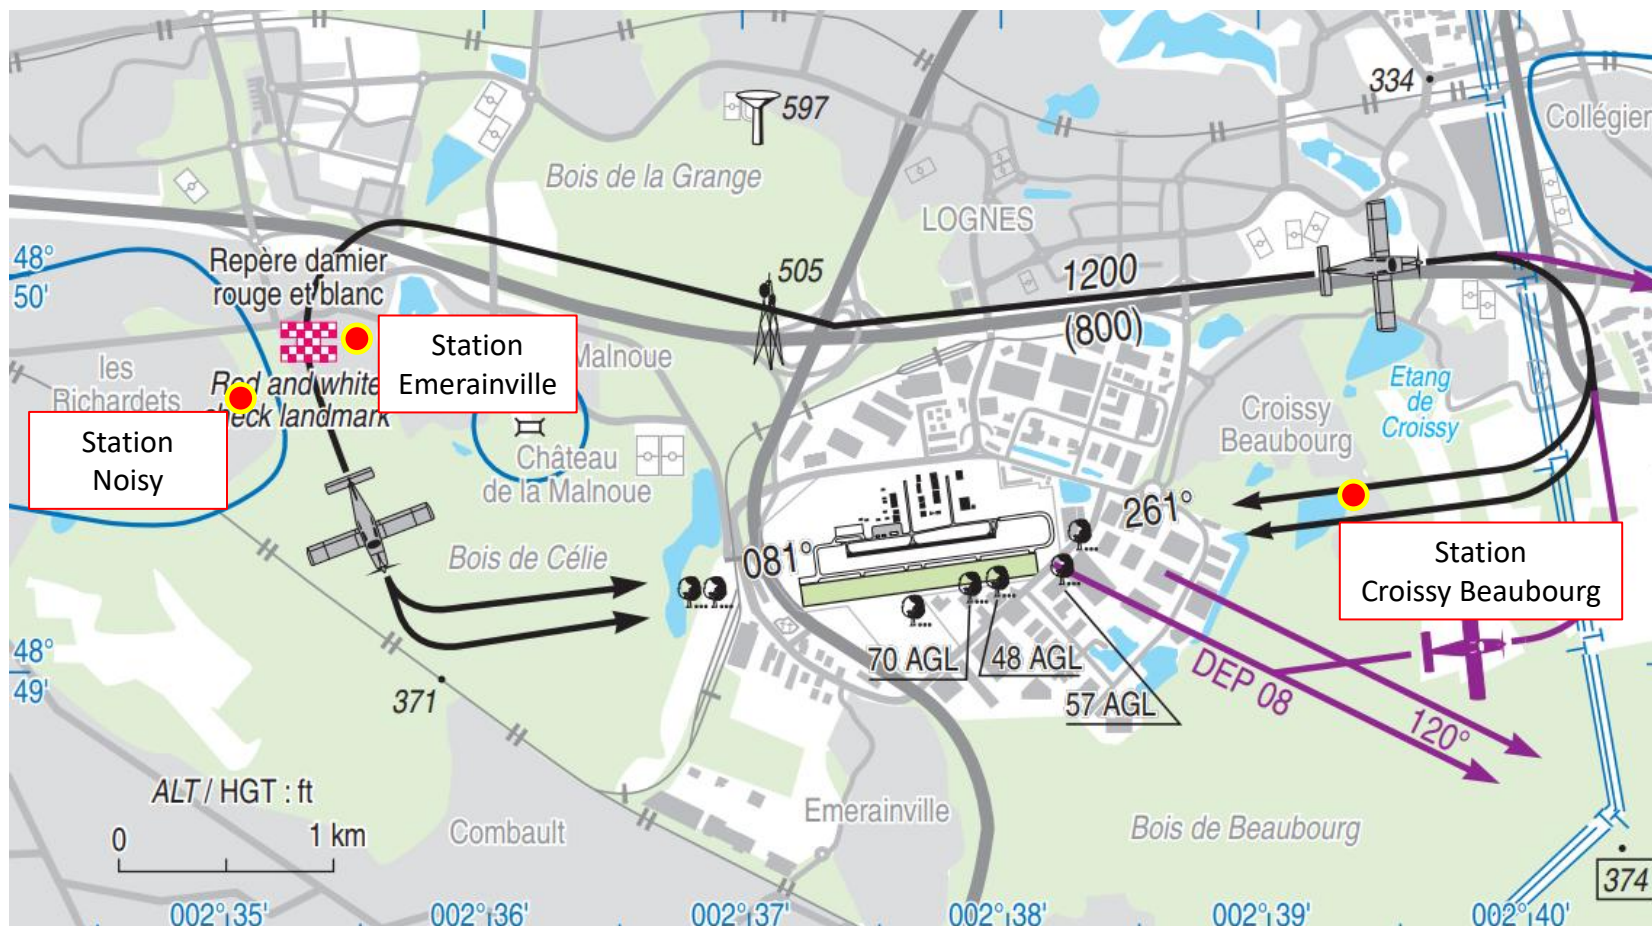 597
334
Collégien
Bois de la Grange
LOGNES
48°
50'
Repère damier
rouge et blanc
505
1200
(800)
Station
Emerainville
Malnoue
les
Richardets
Red and white
check landmark
Station
Noisy
Etang
de
Croissy
Croissy
Beaubourg
Château
de la Malnoue
261°
081°
Bois de Célie
Station
Croissy Beaubourg
48°
49'
70 AGL
48 AGL
57 AGL
DEP 08
120°
371
ALT / HGT : ft
0
1 km
Combault
Emerainville
Bois de Beaubourg
374
002° 35'
002° 36'
002° 37'
002° 38'
002° 39'
002° 40'